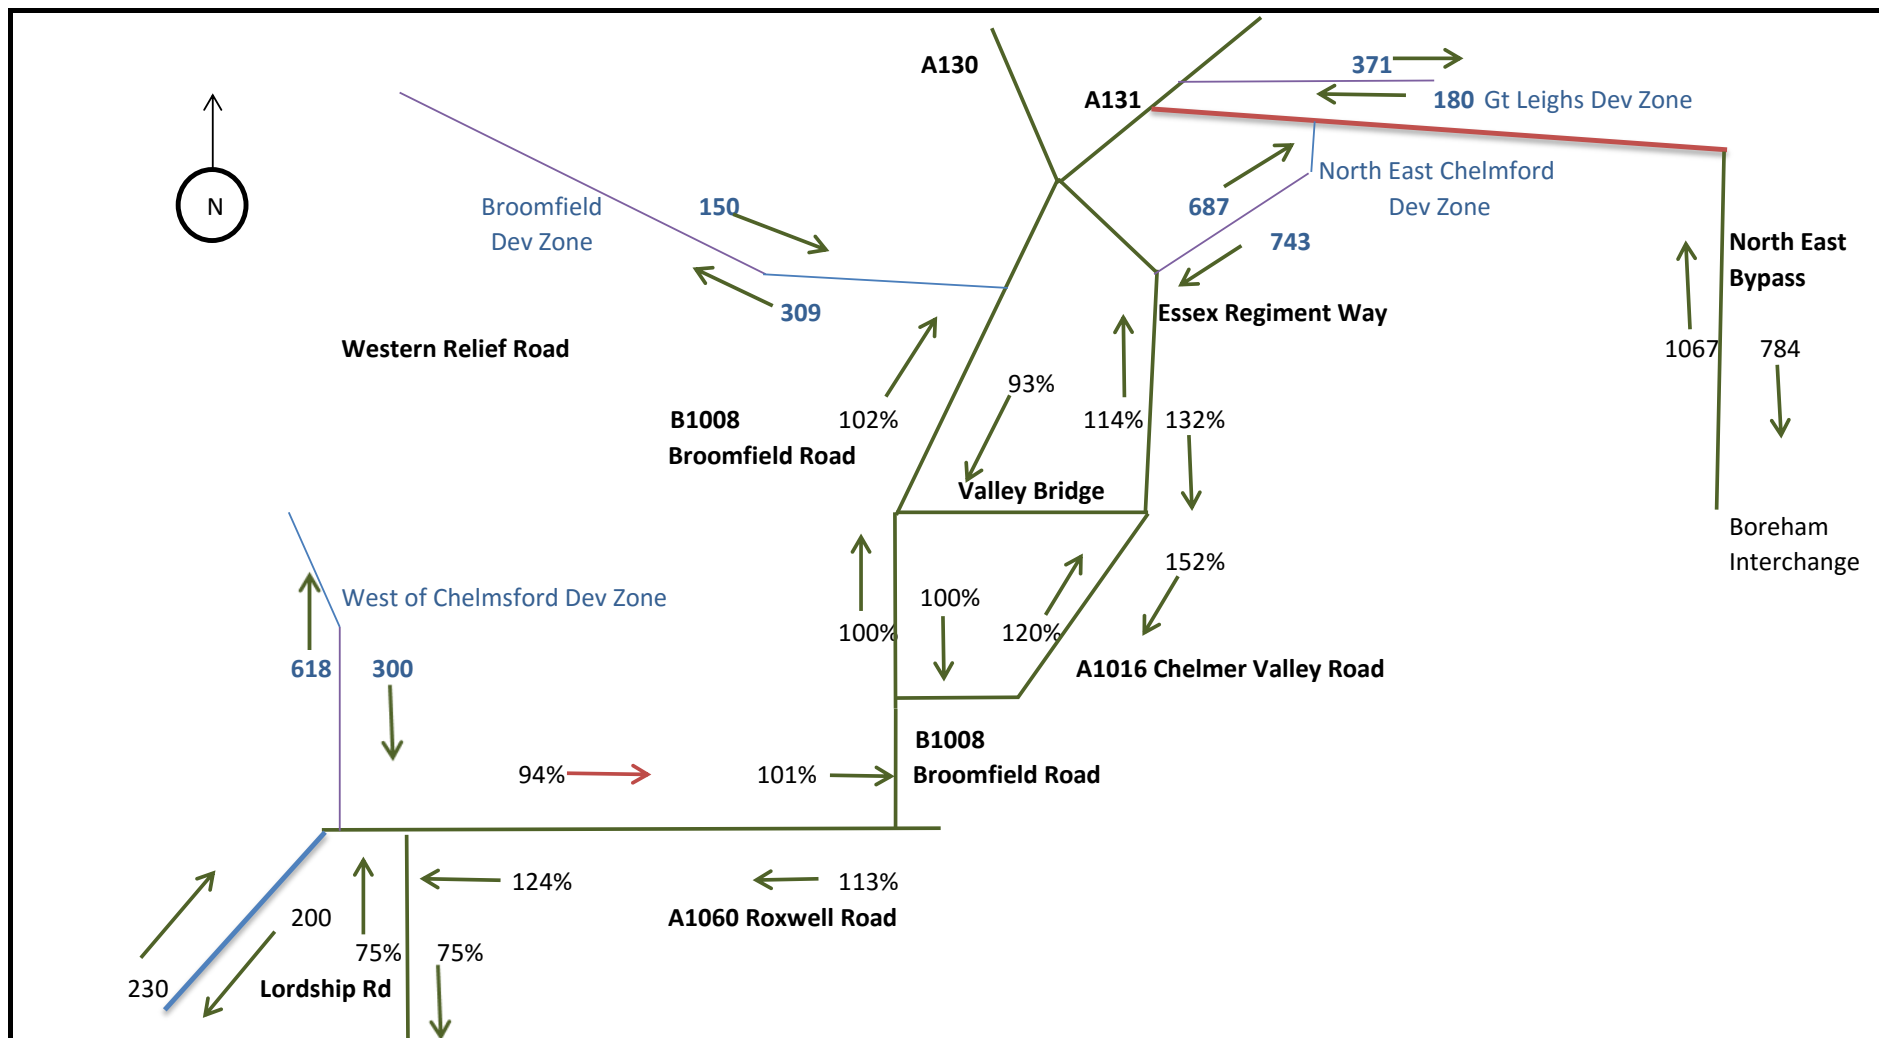 A130
371
A131
180 Gt Leighs Dev Zone
North East Chelmford
Dev Zone
N
Broomfield
Dev Zone
150
687
743
North East
Bypass
309
Essex Regiment Way
Western Relief Road
1067
784
93%
B1008
Broomfield Road
102%
114%
132%
Valley Bridge
Boreham
Interchange
152%
West of Chelmsford Dev Zone
100%
100%
120%
618
300
A1016 Chelmer Valley Road
B1008
Broomfield Road
94%
101%
124%
113%
200
A1060 Roxwell Road
75%
75%
230
Lordship Rd